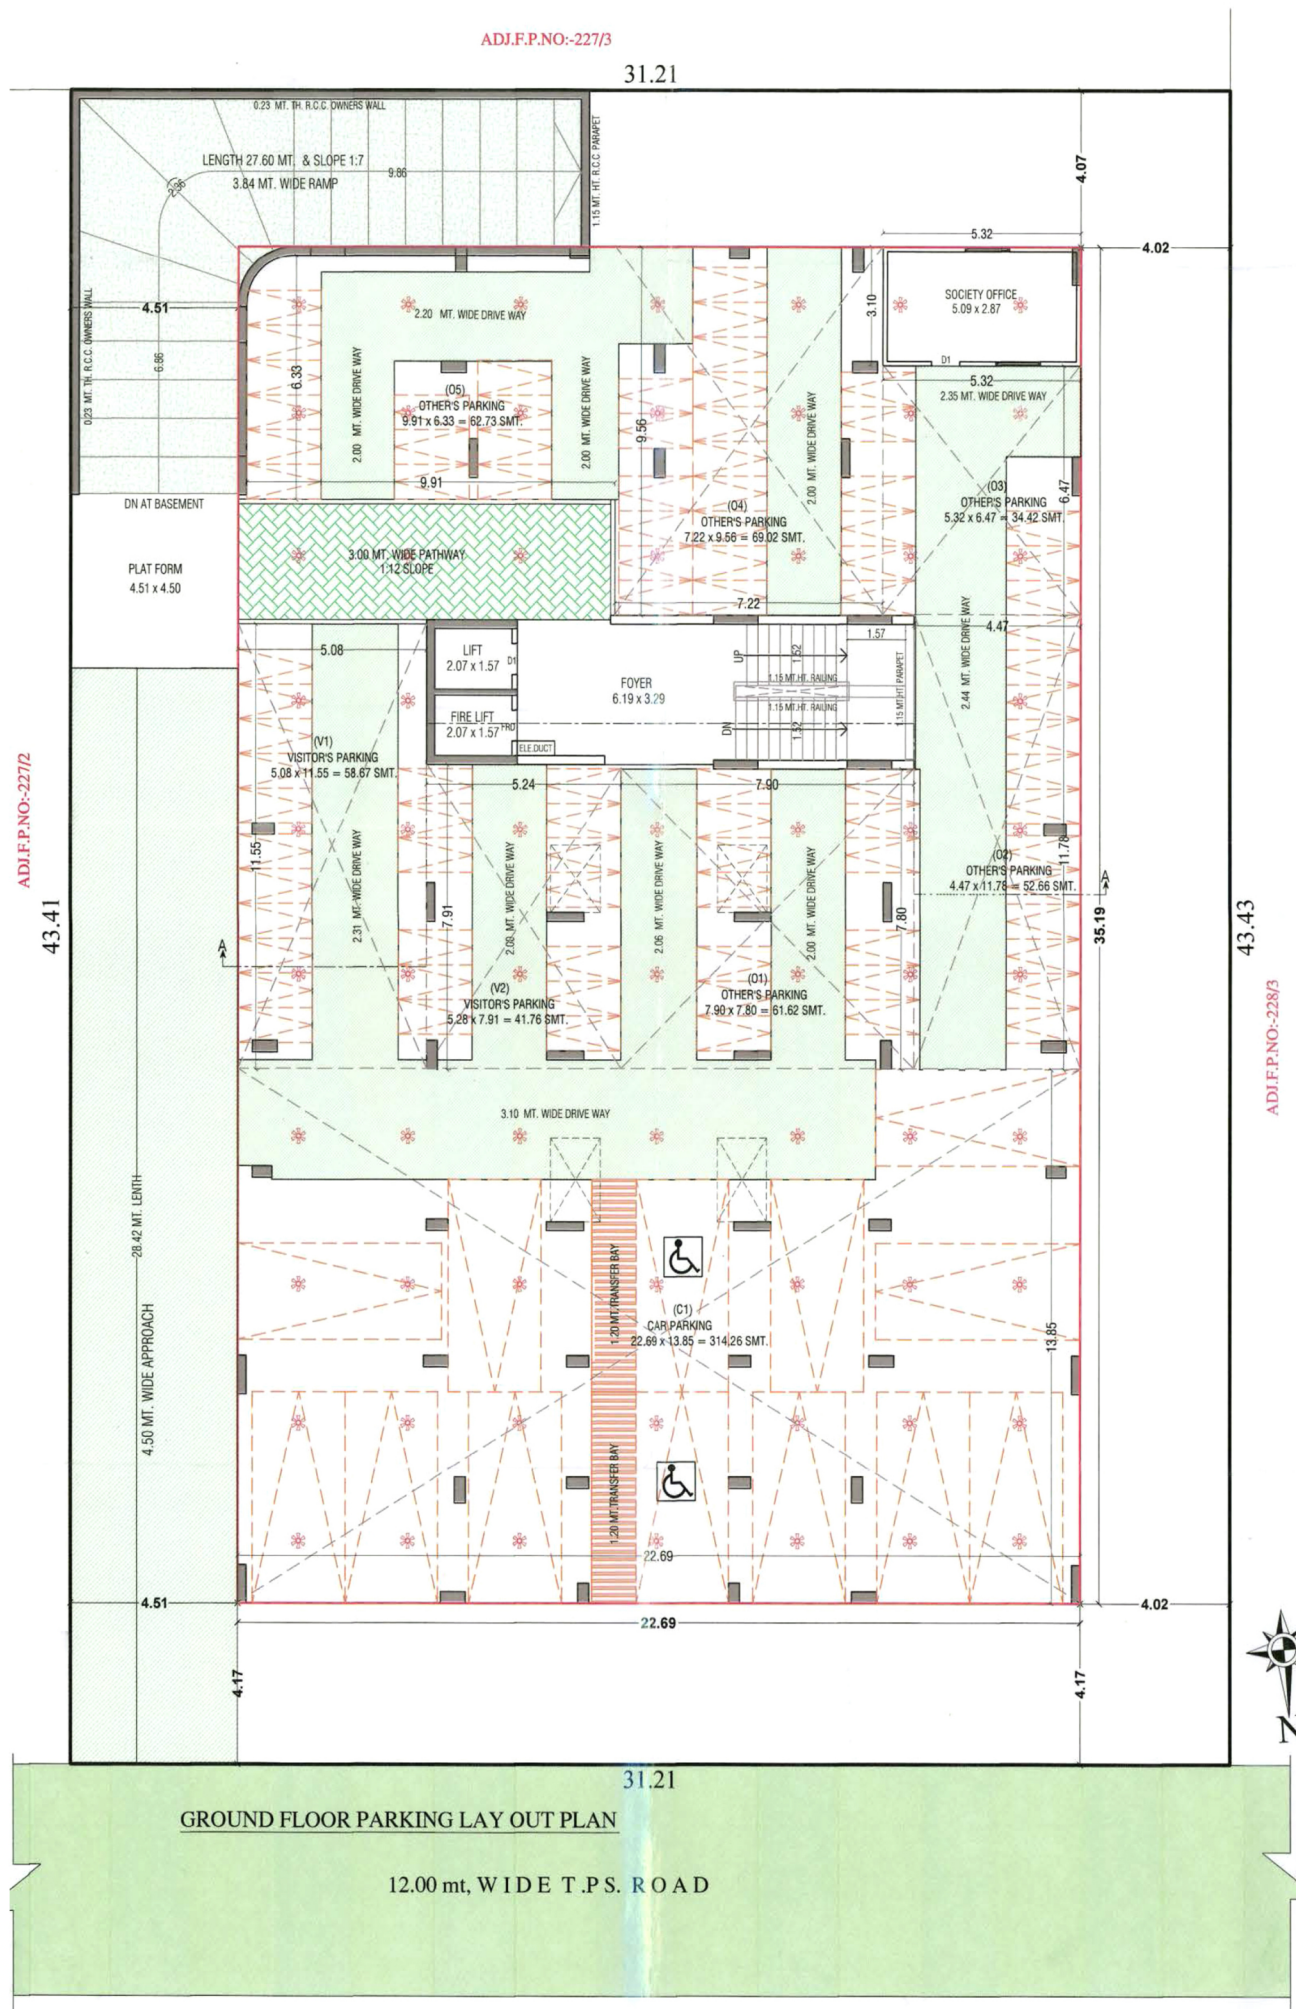 ADJ.F.P.NO:-227/3
31.21
0.23 MT. TH. R.C.C. OWNERS WALL
LENGTH 27.60 MT. & SLOPE 1:7
3.84 MT. WIDE RAMP
9.86
1.15 MT. HT. R.C.C. PARAPET
4.07
5.32
4.02
0.23 MT. TH. R.C.C. OWNERS WALL
4.51
6.86
2.20 MT. WIDE DRIVE WAY
3.10
SOCIETY OFFICE
5.09 x 2.87
D1
5.32
2.35 MT. WIDE DRIVE WAY
6.33
2.00 MT. WIDE DRIVE WAY
(O5)
OTHER'S PARKING
9.91 x 6.33 = 62.73 SMT.
2.00 MT. WIDE DRIVE WAY
9.56
2.00 MT. WIDE DRIVE WAY
9.91
(O3)
OTHER'S PARKING
5.32 x 6.47 = 34.42 SMT.
6.47
DN AT BASEMENT
(O4)
OTHER'S PARKING
7.22 x 9.56 = 69.02 SMT.
3.00 MT. WIDE PATHWAY
1:12 SLOPE
PLAT FORM
4.51 x 4.50
7.22
5.08
LIFT
2.07 x 1.57
D1
FOYER
6.19 x 3.29
UP
1.52
1.57
4.47
2.44 MT. WIDE DRIVE WAY
1.15 MT.HT. RAILING
1.15 MT.HT. RAILING
1.15 MT.HT. PARAPET
FIRE LIFT
2.07 x 1.57
FRD
DN
1.52
ELE.DUCT
(V1)
VISITOR'S PARKING
5.08 x 11.55 = 58.67 SMT.
5.24
7.90
ADJ.F.P.NO:-227/2
11.55
2.31 MT. WIDE DRIVE WAY
7.91
2.06 MT. WIDE DRIVE WAY
2.00 MT. WIDE DRIVE WAY
7.80
(O2)
OTHER'S PARKING
4.47 x 11.78 = 52.66 SMT.
11.78
A
35.19
43.41
43.43
A
(V2)
VISITOR'S PARKING
5.28 x 7.91 = 41.76 SMT.
(O1)
OTHER'S PARKING
7.90 x 7.80 = 61.62 SMT.
ADJ.F.P.NO:-228/3
3.10 MT. WIDE DRIVE WAY
28.42 MT. LENTH
4.50 MT. WIDE APPROACH
1.20 MT.TRANSFER BAY
(C1)
CAR PARKING
22.69 x 13.85 = 314.26 SMT.
13.85
1.20 MT.TRANSFER BAY
22.69
4.51
22.69
4.02
4.17
4.17
N
31.21
GROUND FLOOR PARKING LAY OUT PLAN
12.00 mt, WIDE T.P S. ROAD